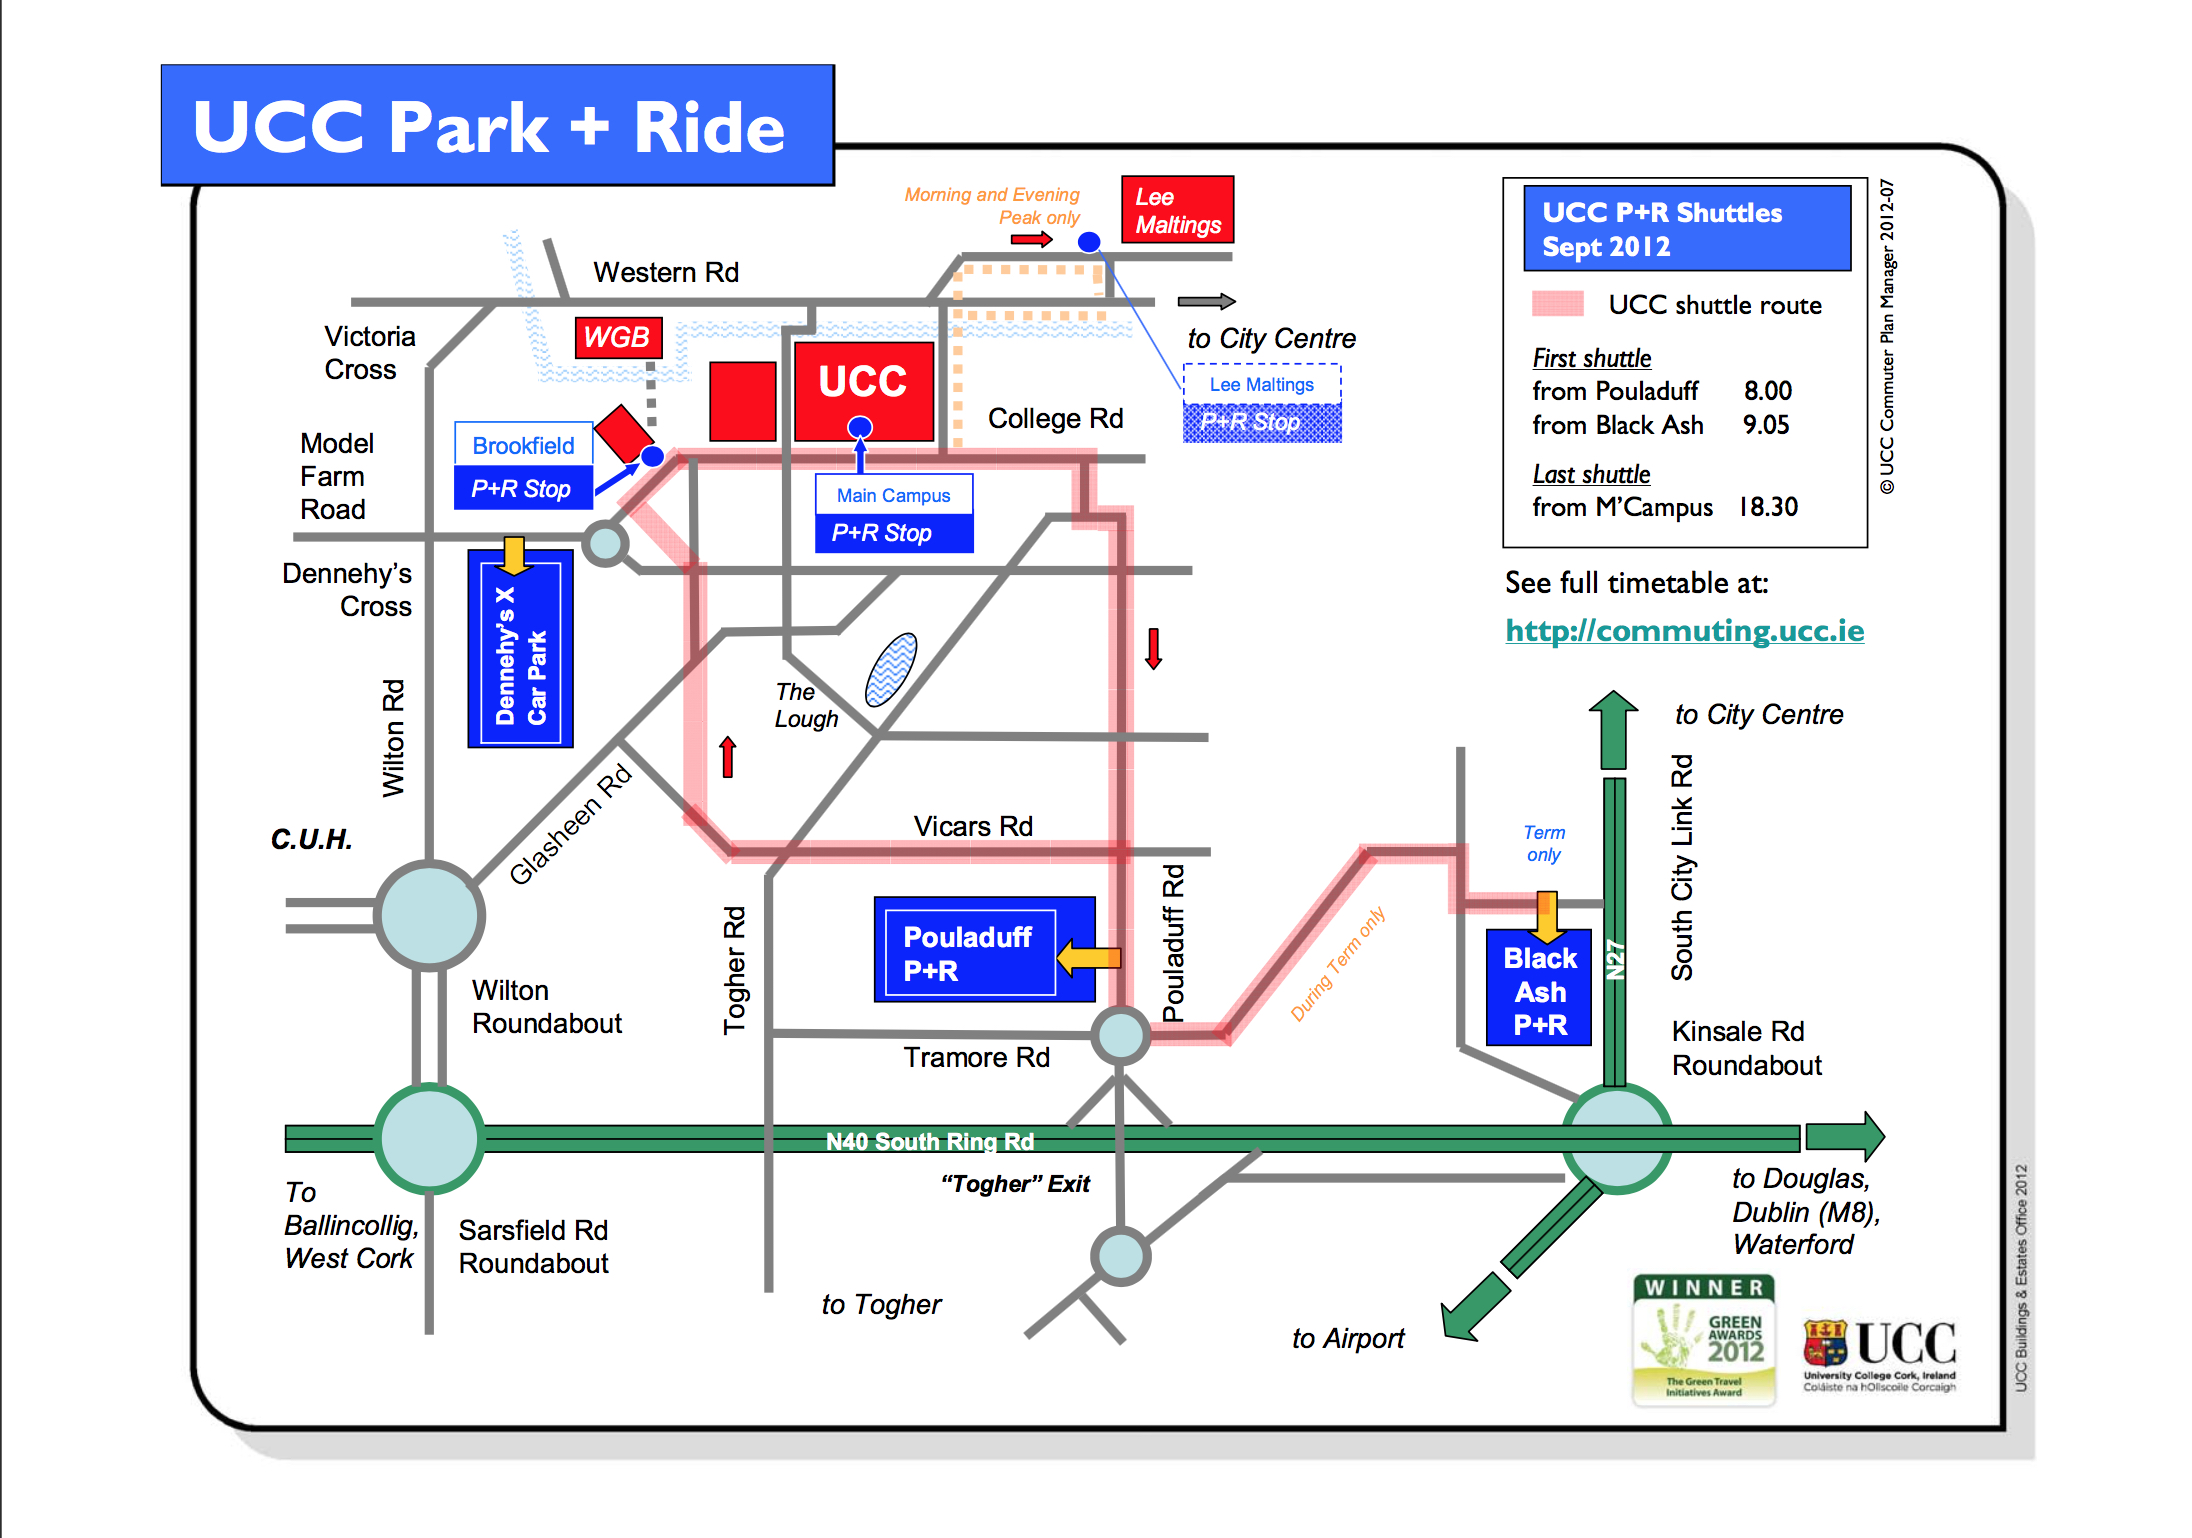 UCC Park + Ride
Morning and Evening
Peak only
Lee
Maltings
Western Rd
to City Centre
Victoria
Cross
WGB
UCC
Lee Maltings
P+R Stop
College Rd
Model
Farm
Road
Brookfield
P+R Stop
Main Campus
P+R Stop
Dennehy's
Cross
Dennehy's X
Car Park
Wilton Rd
The
Lough
Glasheen Rd
C.U.H.
Vicars Rd
Togher Rd
Pouladuff
P+R
Pouladuff Rd
Wilton
Roundabout
Tramore Rd
During Term only
Term
only
Black
Ash
P+R
N27
South City Link Rd
to City Centre
Kinsale Rd
Roundabout
N40 South Ring Rd
"Togher" Exit
To
Ballincollig,
West Cork
Sarsfield Rd
Roundabout
to Togher
to Airport
to Douglas,
Dublin (M8),
Waterford
UCC P+R Shuttles
Sept 2012
UCC shuttle route
First shuttle
from Pouladuff 8.00
from Black Ash 9.05
Last shuttle
from M'Campus 18.30
See full timetable at:
http://commuting.ucc.ie
© UCC Commuter Plan Manager 2012-07
WINNER
GREEN
AWARDS
2012
The Green Travel
Initiatives Award
UCC
University College Cork, Ireland
Coláiste na hOllscoile Corcaigh
UCC Buildings & Estates Office 2012